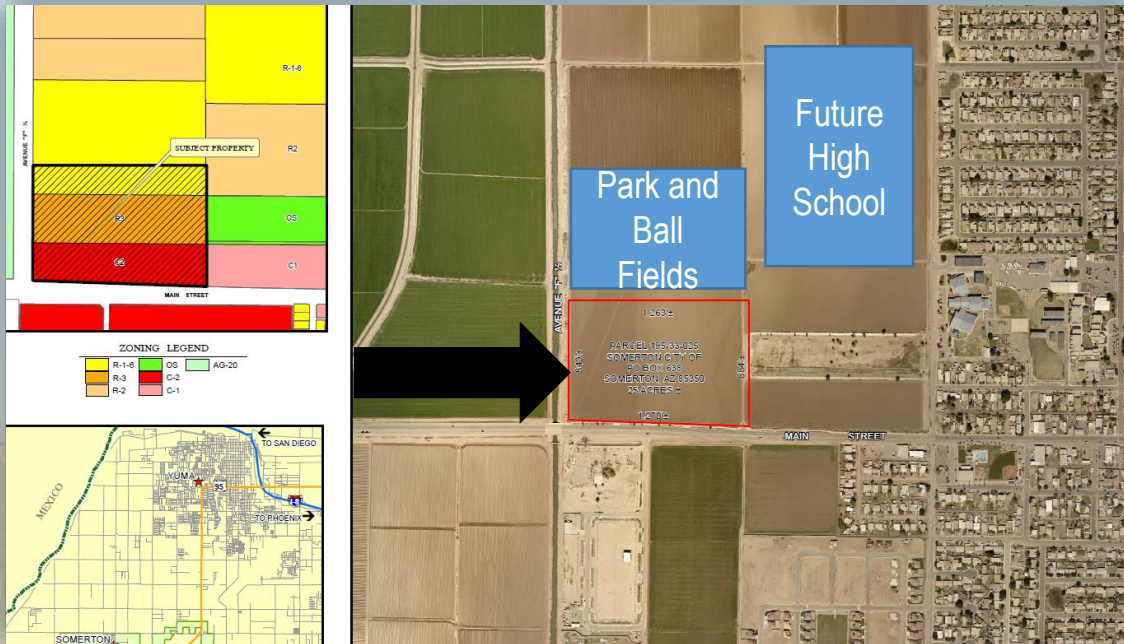 R-1-6
AVENUE "F" ½
SUBJECT PROPERTY
R2
R3
OS
C2
C1
MAIN STREET
ZONING LEGEND
R-1-6
OS
AG-20
R-3
C-2
R-2
C-1
TO SAN DIEGO
YUMA
95
MEXICO
TO PHOENIX
SOMERTON
Future
High
School
Park and
Ball
Fields
AVENUE "F" ½
1,263±
PARCEL 195-33-025
SOMERTON CITY OF
PO BOX 638
SOMERTON, AZ 85350
25 ACRES ±
1,270±
MAIN STREET